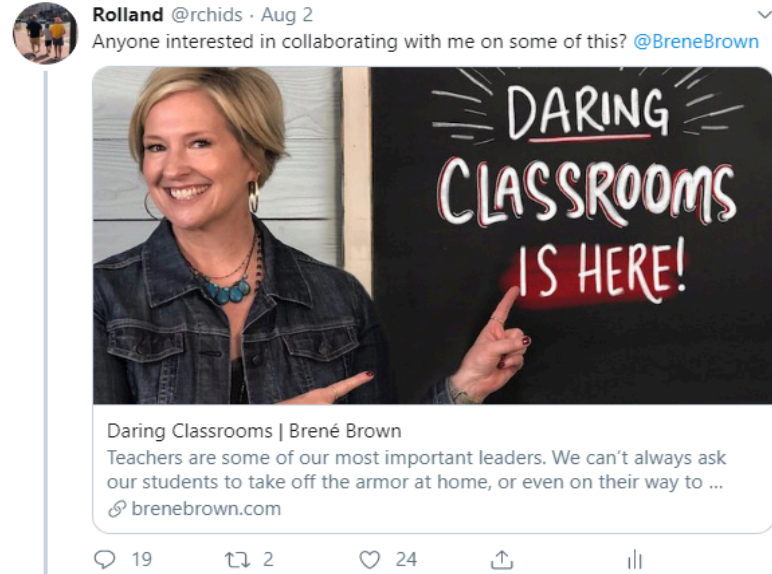 Rolland @rchids · Aug 2
Anyone interested in collaborating with me on some of this? @BreneBrown
DARING
CLASSROOMS
IS HERE!
Daring Classrooms | Brené Brown
Teachers are some of our most important leaders. We can't always ask
our students to take off the armor at home, or even on their way to ...
brenebrown.com
19 2 24